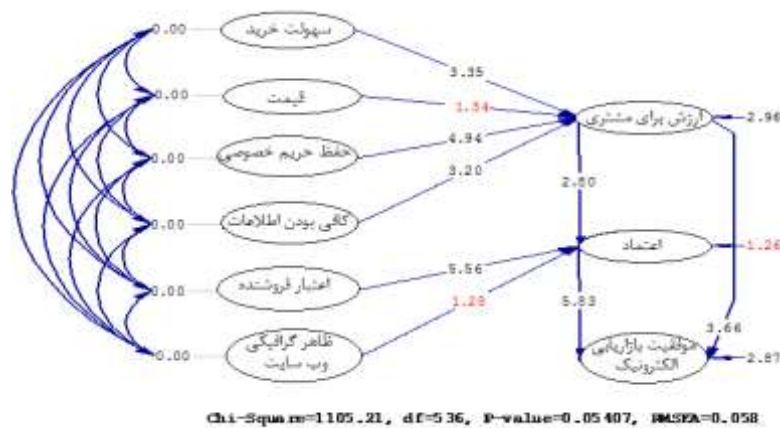 0.00
سهولت خرید
3.35
0.00
قیمت
1.54
ارزش برای مشتری
2.96
4.94
0.00
حفظ حریم خصوصی
3.20
2.80
0.00
کافی بودن اطلاعات
اعتماد
1.26
5.56
0.00
اعتبار فروشنده
1.28
5.83
3.66
0.00
ظاهر گرافیکی
وب سایت
موفقیت بازاریابی
الکترونیک
2.87
Chi-Square=1105.21, df=536, P-value=0.05407, RMSEA=0.058